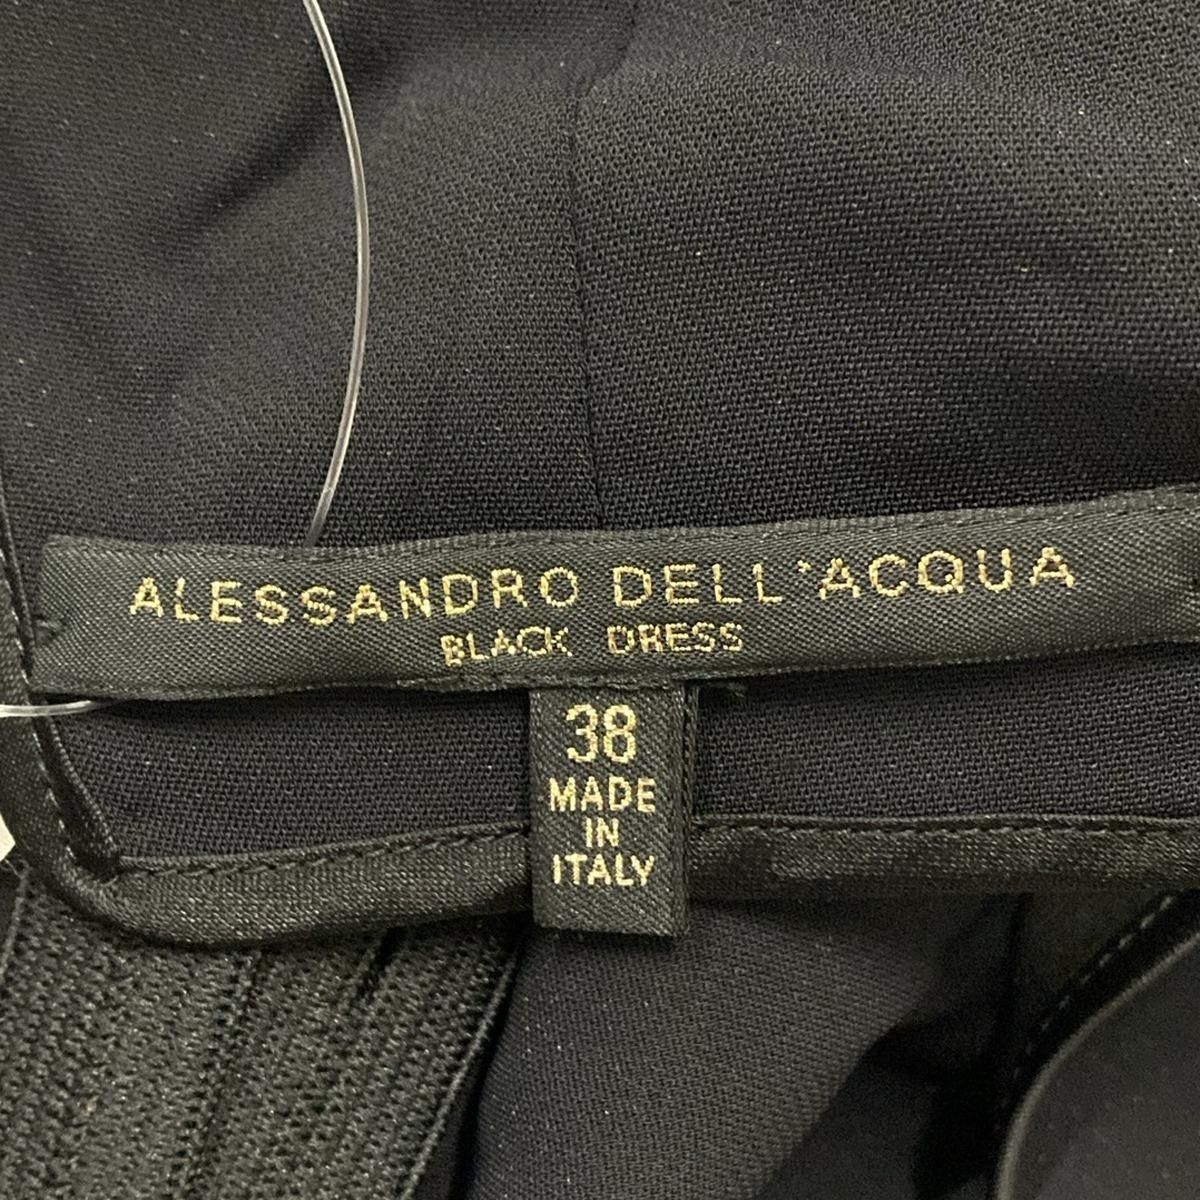 ALESSANDRO DELL'ACQUA
BLACK DRESS
38
MADE
IN
ITALY